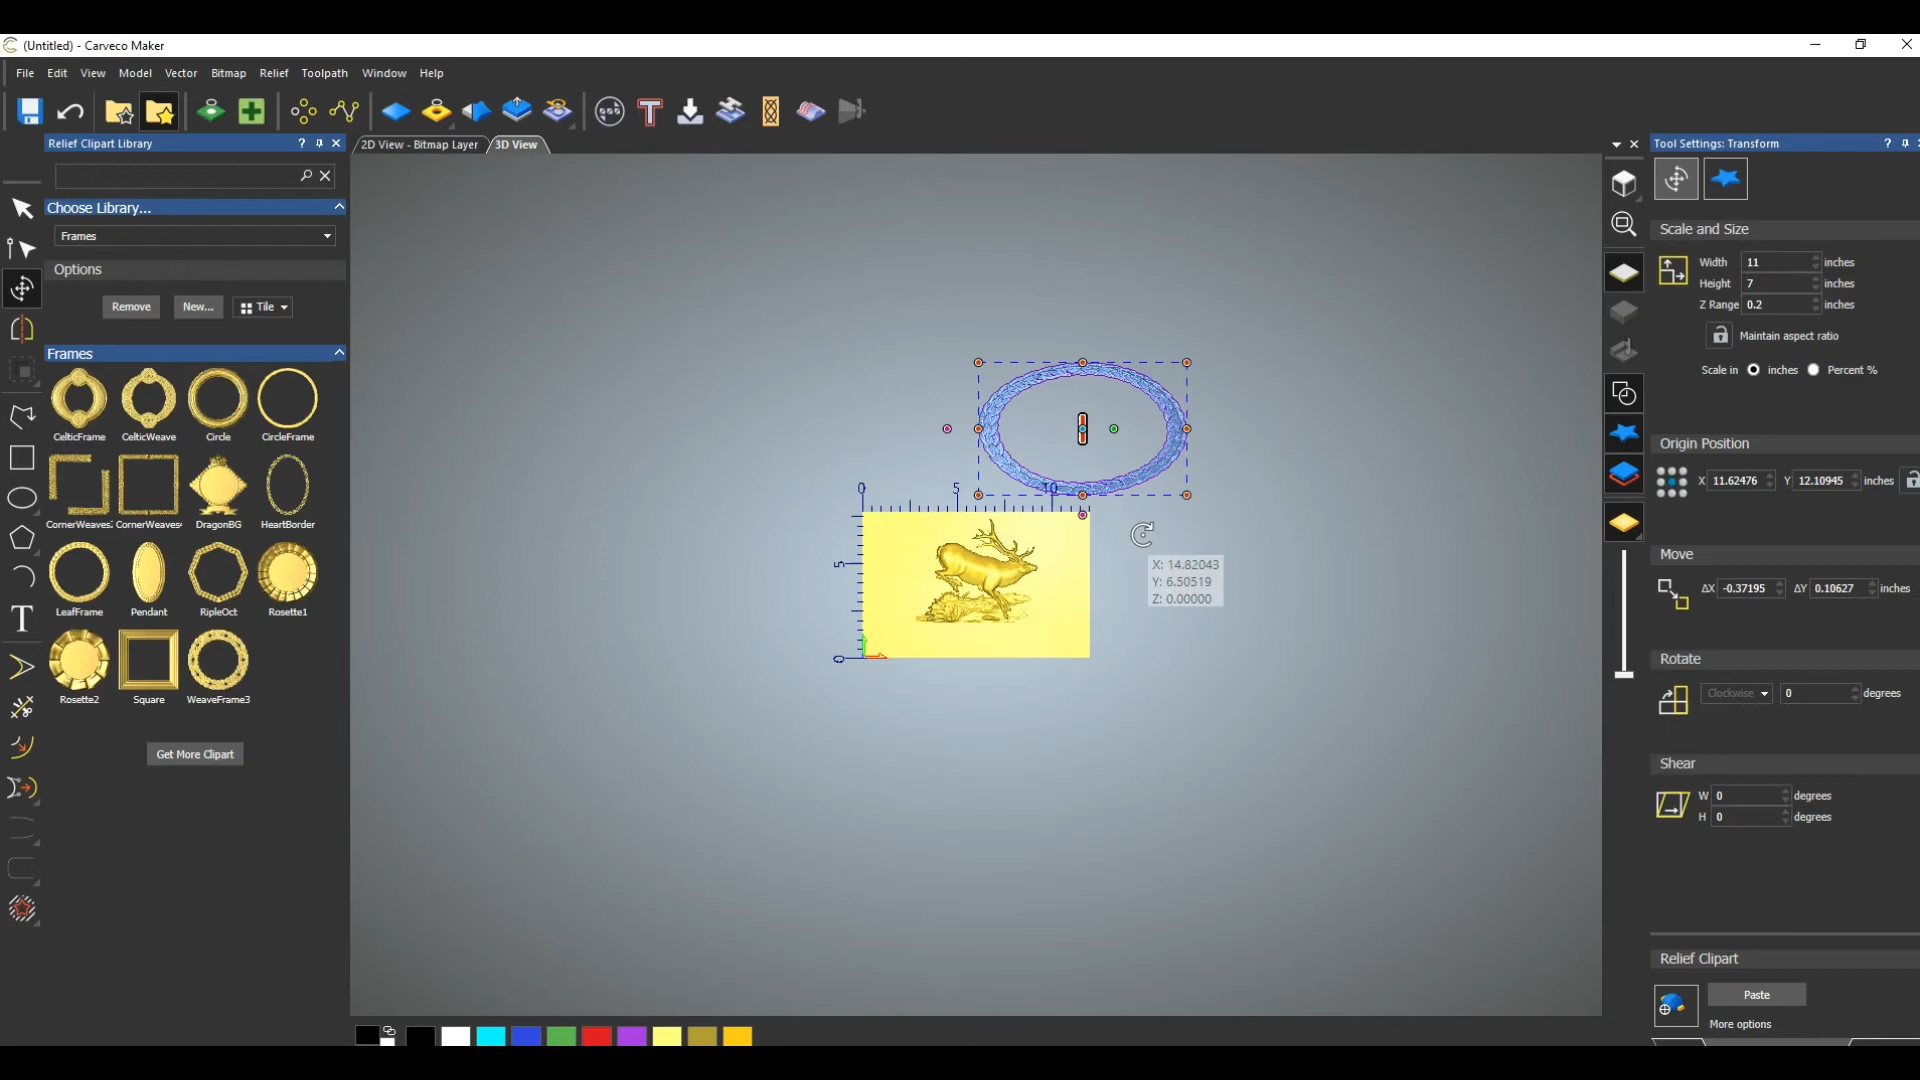 (Untitled) - Carveco Maker
File Edit View Model Vector Bitmap Relief Toolpath Window Help
Relief Clipart Library
2D View - Bitmap Layer
3D View
Tool Settings: Transform
Choose Library...
Frames
Options
Remove
New...
Tile
Frames
CelticFrame
CelticWeave
Circle
CircleFrame
CornerWeaves
CornerWeaves
DragonBG
HeartBorder
LeafFrame
Pendant
RipleOct
Rosette1
Rosette2
Square
WeaveFrame3
Get More Clipart
0
5
10
5
0
X: 14.82043
Y: 6.50519
Z: 0.00000
Scale and Size
Width 11 inches
Height 7 inches
Z Range 0.2 inches
Maintain aspect ratio
Scale in inches Percent %
Origin Position
X 11.62476 Y 12.10945 inches
Move
ΔX -0.37195 ΔY 0.10627 inches
Rotate
Clockwise 0 degrees
Shear
W 0 degrees
H 0 degrees
Relief Clipart
Paste
More options